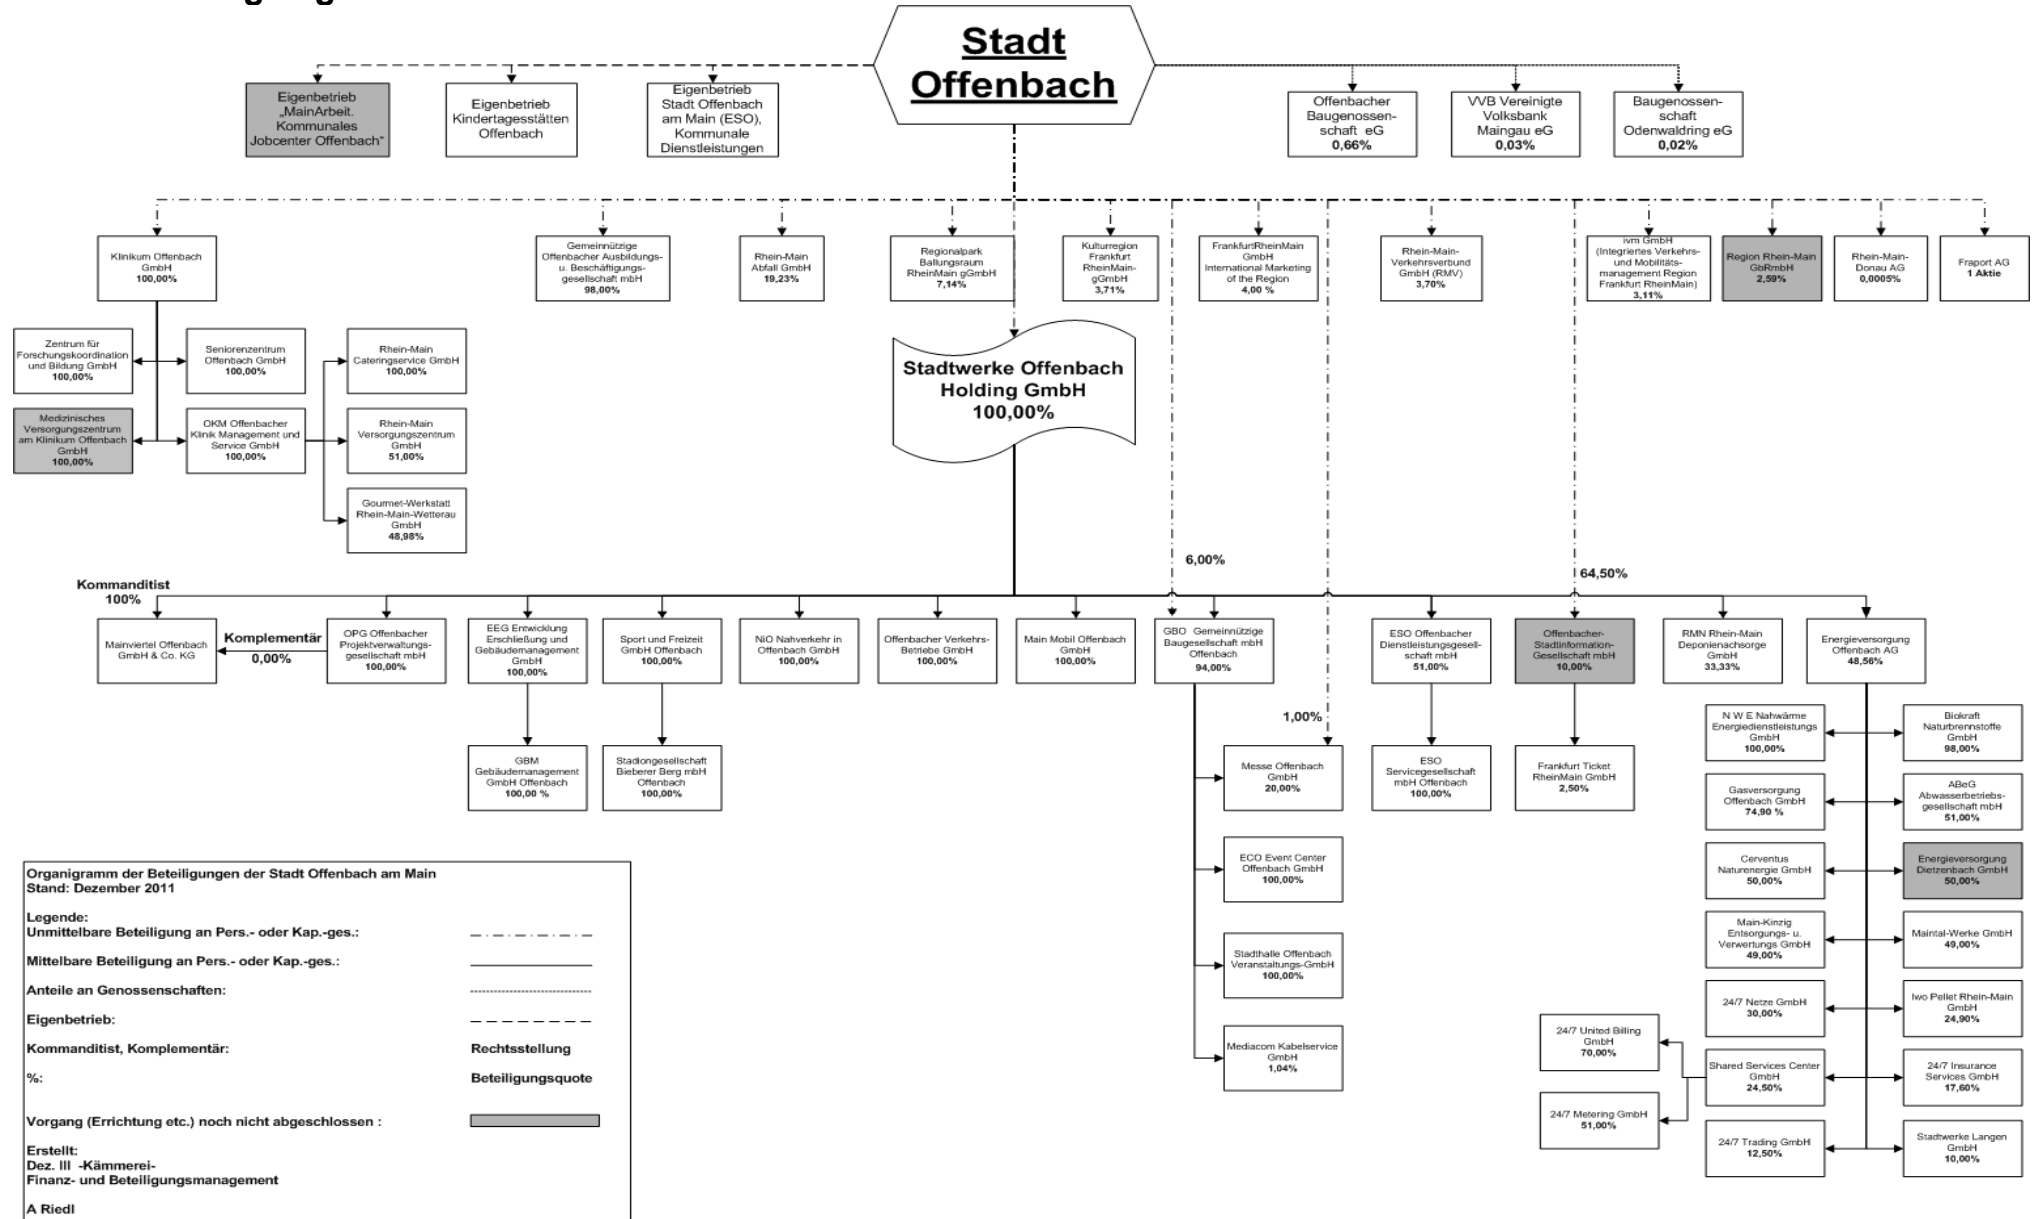 Stadt
Offenbach
Eigenbetrieb
„MainArbeit.
Kommunales
Jobcenter Offenbach“
Eigenbetrieb
Kindertagesstätten
Offenbach
Eigenbetrieb
Stadt Offenbach
am Main (ESO),
Kommunale
Dienstleistungen
Offenbacher
Baugenossen-
schaft eG
0,66%
VVB Vereinigte
Volksbank
Maingau eG
0,03%
Baugenossen-
schaft
Odenwaldring eG
0,02%
Klinikum Offenbach
GmbH
100,00%
Gemeinnützige
Offenbacher Ausbildungs-
u. Beschäftigungs-
gesellschaft mbH
98,00%
Rhein-Main
Abfall GmbH
19,23%
Regionalpark
Ballungsraum
RheinMain gGmbH
7,14%
Kulturregion
Frankfurt
RheinMain-
gGmbH
3,71%
FrankfurtRheinMain
GmbH
International Marketing
of the Region
4,00 %
Rhein-Main-
Verkehrsverbund
GmbH (RMV)
3,70%
ivm GmbH
(Integriertes Verkehrs-
und Mobilitäts-
management Region
Frankfurt RheinMain)
3,11%
Region Rhein-Main
GbRmbH
2,59%
Rhein-Main-
Donau AG
0,0005%
Fraport AG
1 Aktie
Zentrum für
Forschungskoordination
und Bildung GmbH
100,00%
Seniorenzentrum
Offenbach GmbH
100,00%
Rhein-Main
Cateringservice GmbH
100,00%
Medizinisches
Versorgungszentrum
am Klinikum Offenbach
GmbH
100,00%
OKM Offenbacher
Klinik Management und
Service GmbH
100,00%
Rhein-Main
Versorgungszentrum
GmbH
51,00%
Gourmet-Werkstatt
Rhein-Main-Wetterau
GmbH
48,98%
Stadtwerke Offenbach
Holding GmbH
100,00%
6,00%
64,50%
Kommanditist
100%
Mainviertel Offenbach
GmbH & Co. KG
Komplementär
0,00%
OPG Offenbacher
Projektverwaltungs-
gesellschaft mbH
100,00%
EEG Entwicklung
Erschließung und
Gebäudemanagement
GmbH
100,00%
Sport und Freizeit
GmbH Offenbach
100,00%
NiO Nahverkehr in
Offenbach GmbH
100,00%
Offenbacher Verkehrs-
Betriebe GmbH
100,00%
Main Mobil Offenbach
GmbH
100,00%
GBO Gemeinnützige
Baugesellschaft mbH
Offenbach
94,00%
ESO Offenbacher
Dienstleistungsgesell-
schaft mbH
51,00%
Offenbacher-
Stadtinformation-
Gesellschaft mbH
10,00%
RMN Rhein-Main
Deponienachsorge
GmbH
33,33%
Energieversorgung
Offenbach AG
48,56%
1,00%
GBM
Gebäudemanagement
GmbH Offenbach
100,00 %
Stadiongesellschaft
Bieberer Berg mbH
Offenbach
100,00%
Messe Offenbach
GmbH
20,00%
ESO
Servicegesellschaft
mbH Offenbach
100,00%
Frankfurt Ticket
RheinMain GmbH
2,50%
ECO Event Center
Offenbach GmbH
100,00%
Stadthalle Offenbach
Veranstaltungs-GmbH
100,00%
Mediacom Kabelservice
GmbH
1,04%
N W E Nahwärme
Energiedienstleistungs
GmbH
100,00%
Biokraft
Naturbrennstoffe
GmbH
98,00%
Gasversorgung
Offenbach GmbH
74,90 %
ABeG
Abwasserbetriebs-
gesellschaft mbH
51,00%
Cerventus
Naturenergie GmbH
50,00%
Energieversorgung
Dietzenbach GmbH
50,00%
Main-Kinzig
Entsorgungs- u.
Verwertungs GmbH
49,00%
Maintal-Werke GmbH
49,00%
24/7 Netze GmbH
30,00%
Iwo Pellet Rhein-Main
GmbH
24,90%
24/7 United Billing
GmbH
70,00%
Shared Services Center
GmbH
24,50%
24/7 Insurance
Services GmbH
17,60%
24/7 Metering GmbH
51,00%
24/7 Trading GmbH
12,50%
Stadtwerke Langen
GmbH
10,00%
Organigramm der Beteiligungen der Stadt Offenbach am Main
Stand: Dezember 2011
Legende:
Unmittelbare Beteiligung an Pers.- oder Kap.-ges.:
Mittelbare Beteiligung an Pers.- oder Kap.-ges.:
Anteile an Genossenschaften:
Eigenbetrieb:
Kommanditist, Komplementär: Rechtsstellung
%: Beteiligungsquote
Vorgang (Errichtung etc.) noch nicht abgeschlossen :
Erstellt:
Dez. III -Kämmerei-
Finanz- und Beteiligungsmanagement
A Riedl